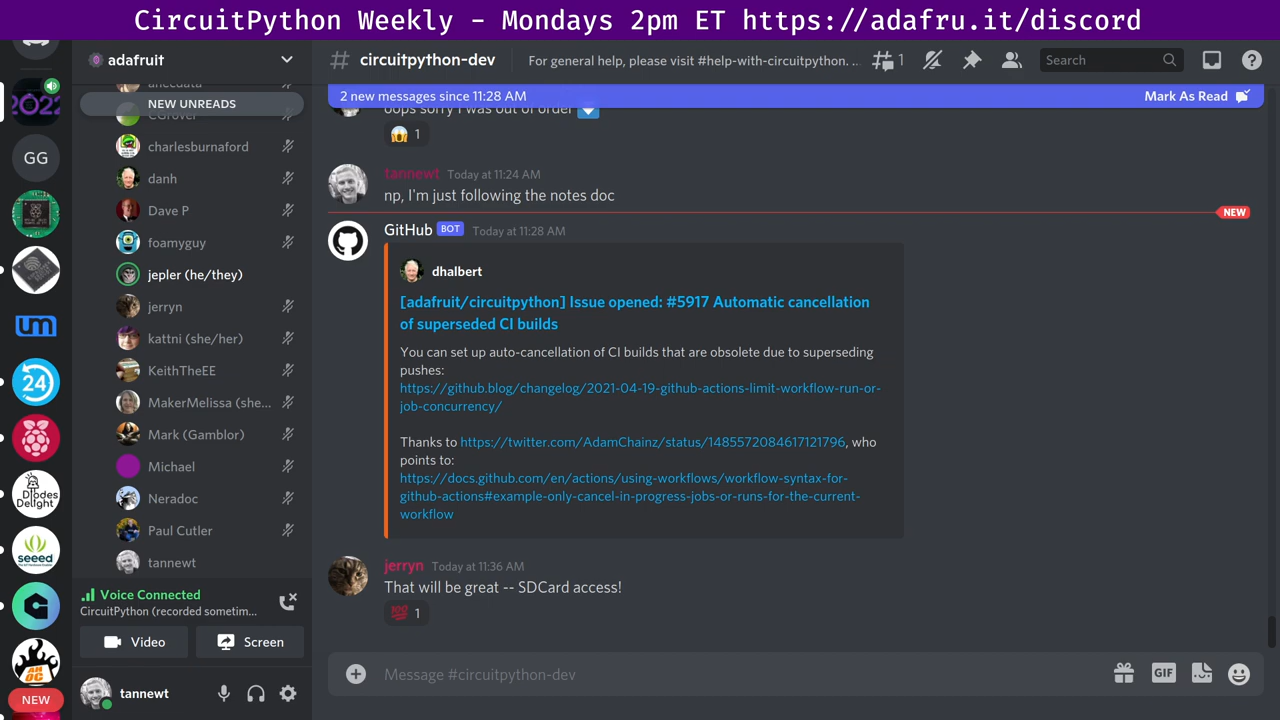 CircuitPython Weekly - Mondays 2pm ET https://adafru.it/discord
adafruit
# circuitpython-dev
For general help, please visit #help-with-circuitpython. ..
1
Search
anecdata
NEW UNREADS
CGrover
charlesburnaford
danh
Dave P
foamyguy
jepler (he/they)
jerryn
kattni (she/her)
KeithTheEE
MakerMelissa (she...
Mark (Gamblor)
Michael
Neradoc
Paul Cutler
tannewt
2022
GG
um
24
Diodes
Delight
seeed
NEW
Voice Connected
CircuitPython (recorded sometim...
Video
Screen
tannewt
2 new messages since 11:28 AM
Mark As Read
oops sorry I was out of order
1
tannewt Today at 11:24 AM
np, I'm just following the notes doc
NEW
GitHub BOT Today at 11:28 AM
dhalbert
[adafruit/circuitpython] Issue opened: #5917 Automatic cancellation
of superseded CI builds
You can set up auto-cancellation of CI builds that are obsolete due to superseding
pushes:
https://github.blog/changelog/2021-04-19-github-actions-limit-workflow-run-or-
job-concurrency/
Thanks to https://twitter.com/AdamChainz/status/1485572084617121796, who
points to:
https://docs.github.com/en/actions/using-workflows/workflow-syntax-for-
github-actions#example-only-cancel-in-progress-jobs-or-runs-for-the-current-
workflow
jerryn Today at 11:36 AM
That will be great -- SDCard access!
100 1
Message #circuitpython-dev
GIF